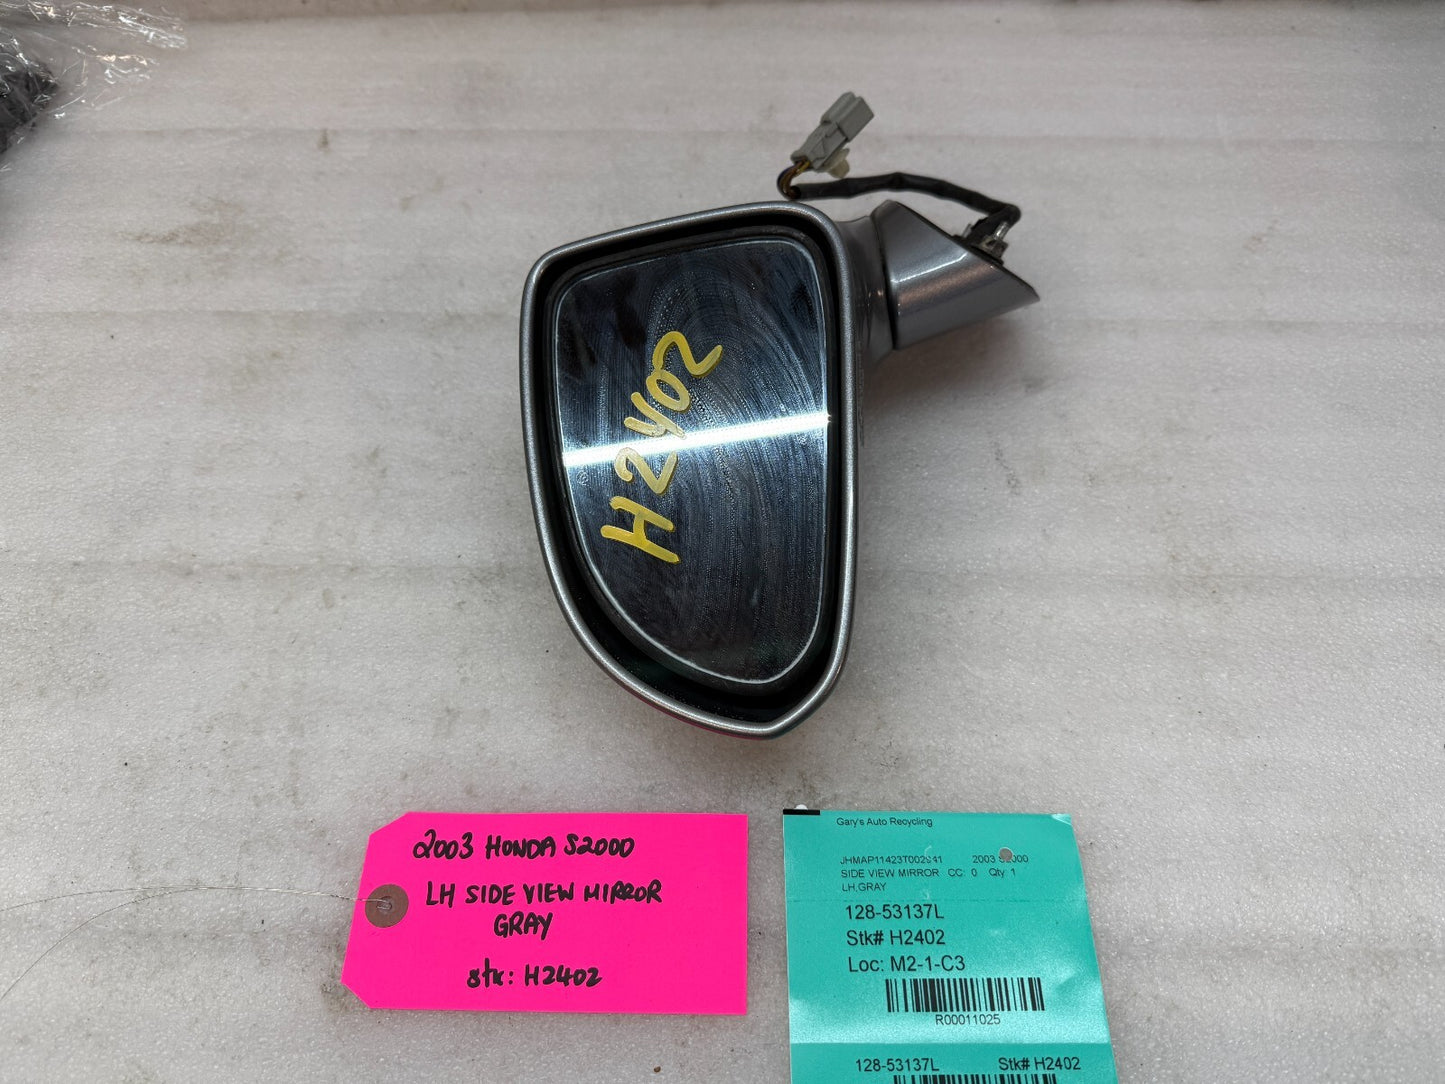 H2402
2003 HONDA S2000
LH SIDE VIEW MIRROR
GRAY
stk: H2402
Gary's Auto Recycling
2003 S2000
SIDE VIEW MIRROR CC: 0 Qty: 1
LH,GRAY
128-53137L
Stk# H2402
Loc: M2-1-C3
R00011025
128-53137L Stk# H2402